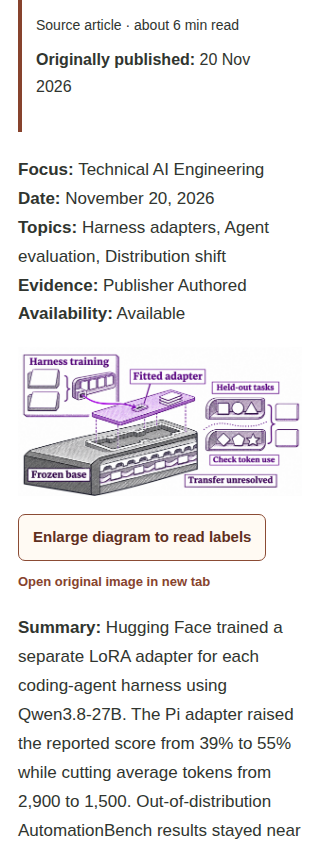 Source article · about 6 min read
Originally published: 20 Nov
2026
Focus: Technical AI Engineering
Date: November 20, 2026
Topics: Harness adapters, Agent
evaluation, Distribution shift
Evidence: Publisher Authored
Availability: Available
Harness training
Fitted adapter
Held-out tasks
Check token use
Frozen base
Transfer unresolved
Enlarge diagram to read labels
Open original image in new tab
Summary: Hugging Face trained a
separate LoRA adapter for each
coding-agent harness using
Qwen3.8-27B. The Pi adapter raised
the reported score from 39% to 55%
while cutting average tokens from
2,900 to 1,500. Out-of-distribution
AutomationBench results stayed near